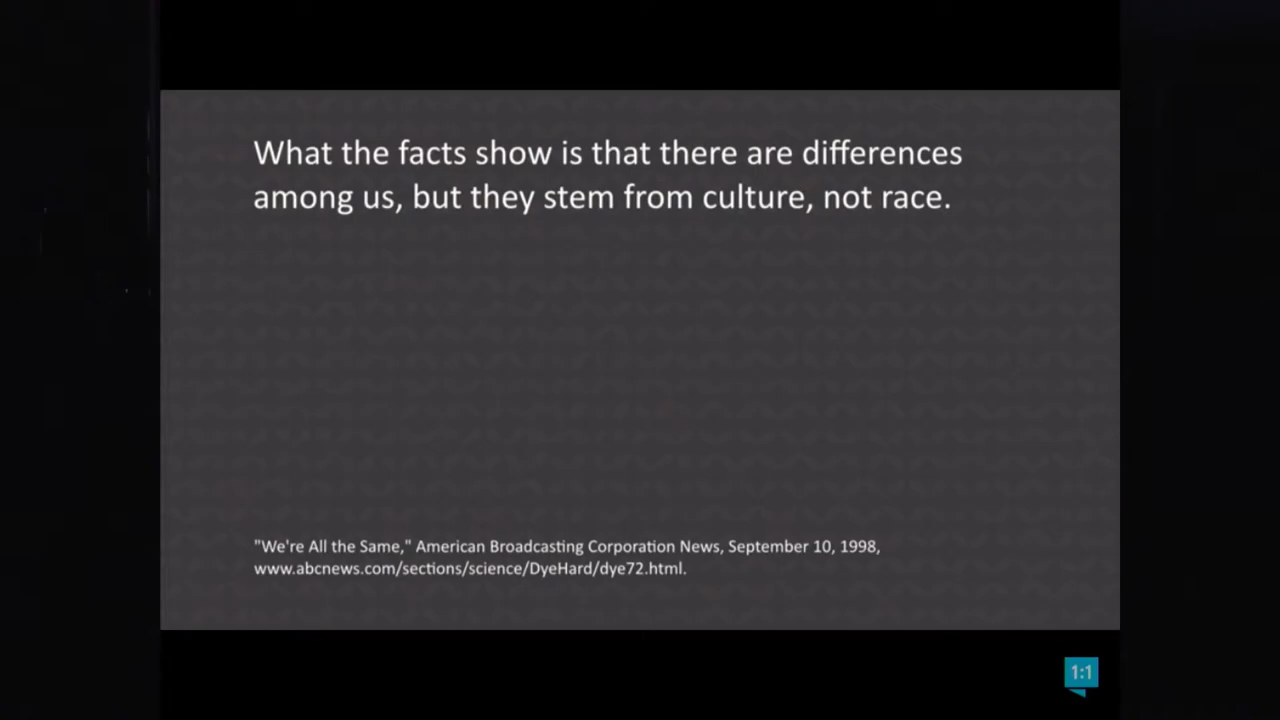 What the facts show is that there are differences
among us, but they stem from culture, not race.
"We're All the Same," American Broadcasting Corporation News, September 10, 1998,
www.abcnews.com/sections/science/DyeHard/dye72.html.
1:1